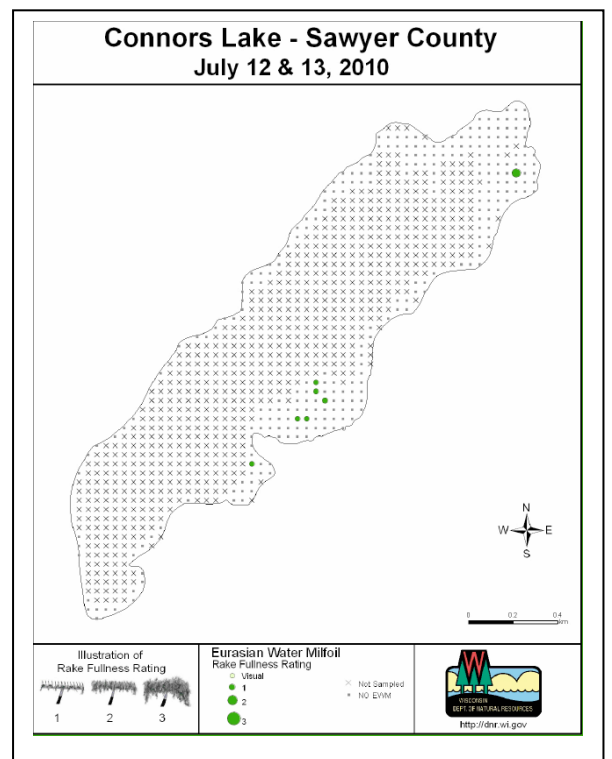 Connors Lake - Sawyer County
July 12 & 13, 2010
N
W E
S
0 0.2 0.4
km
Illustration of
Rake Fullness Rating
1 2 3
Eurasian Water Milfoil
Rake Fullness Rating
Visual
1
2
3
Not Sampled
NO EWM
WISCONSIN
DEPT. OF NATURAL RESOURCES
http://dnr.wi.gov